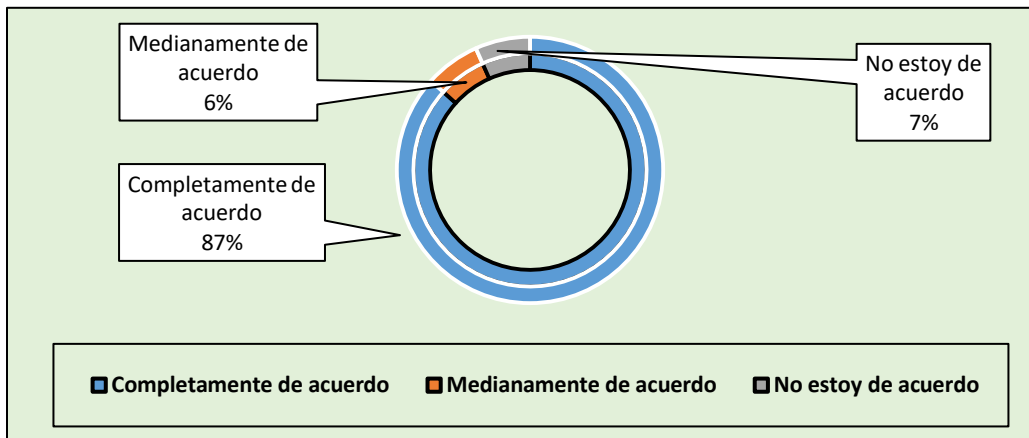 Medianamente de
acuerdo
6%
No estoy de
acuerdo
7%
Completamente de
acuerdo
87%
Completamente de acuerdo Medianamente de acuerdo No estoy de acuerdo